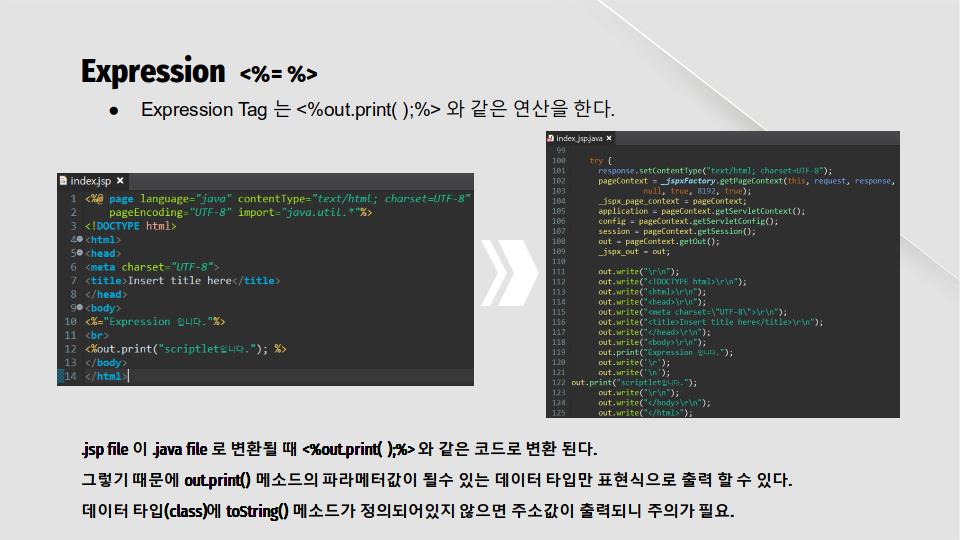 Expression <%= %>
● Expression Tag 는 <%out.print( );%> 와 같은 연산을 한다.
index.jsp ×
1 <%@ page language="java" contentType="text/html; charset=UTF-8"
2 pageEncoding="UTF-8" import="java.util.*"%>
3 <!DOCTYPE html>
4 <html>
5 <head>
6 <meta charset="UTF-8">
7 <title>Insert title here</title>
8 </head>
9 <body>
10 <%="Expression 입니다."%>
11 <br>
12 <%out.print("scriptlet입니다."); %>
13 </body>
14 </html>
index_jsp.java ×
99
100 try {
101 response.setContentType("text/html; charset=UTF-8");
102 pageContext = _jspxFactory.getPageContext(this, request, response,
103 null, true, 8192, true);
104 _jspx_page_context = pageContext;
105 application = pageContext.getServletContext();
106 config = pageContext.getServletConfig();
107 session = pageContext.getSession();
108 out = pageContext.getOut();
109 _jspx_out = out;
110
111 out.write("\r\n");
112 out.write("<!DOCTYPE html>\r\n");
113 out.write("<html>\r\n");
114 out.write("<head>\r\n");
115 out.write("<meta charset=\"UTF-8\">\r\n");
116 out.write("<title>Insert title here</title>\r\n");
117 out.write("</head>\r\n");
118 out.write("<body>\r\n");
119 out.print("Expression 입니다.");
120 out.write('\r');
121 out.write('\n');
122 out.print("scriptlet입니다.");
123 out.write("\r\n");
124 out.write("</body>\r\n");
125 out.write("</html>");
.jsp file 이 .java file 로 변환될 때 <%out.print( );%> 와 같은 코드로 변환 된다.
그렇기 때문에 out.print() 메소드의 파라메터값이 될수 있는 데이터 타입만 표현식으로 출력 할 수 있다.
데이터 타입(class)에 toString() 메소드가 정의되어있지 않으면 주소값이 출력되니 주의가 필요.